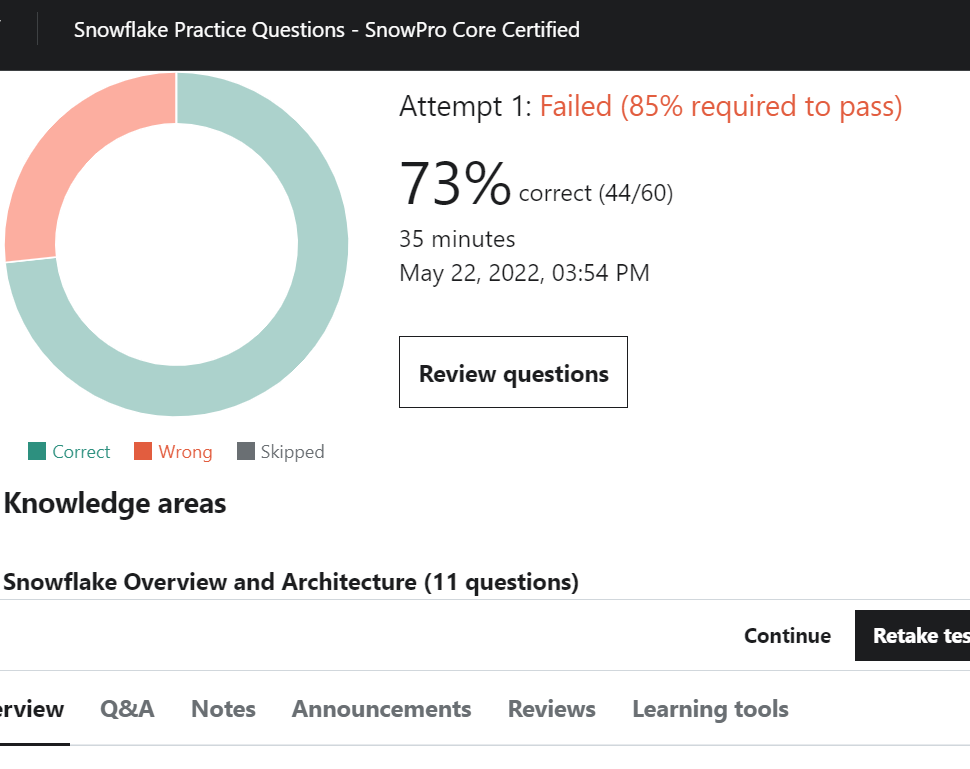 Snowflake Practice Questions - SnowPro Core Certified
Attempt 1: Failed (85% required to pass)
73% correct (44/60)
35 minutes
May 22, 2022, 03:54 PM
Review questions
Correct Wrong Skipped
Knowledge areas
Snowflake Overview and Architecture (11 questions)
Continue Retake tes
erview Q&A Notes Announcements Reviews Learning tools